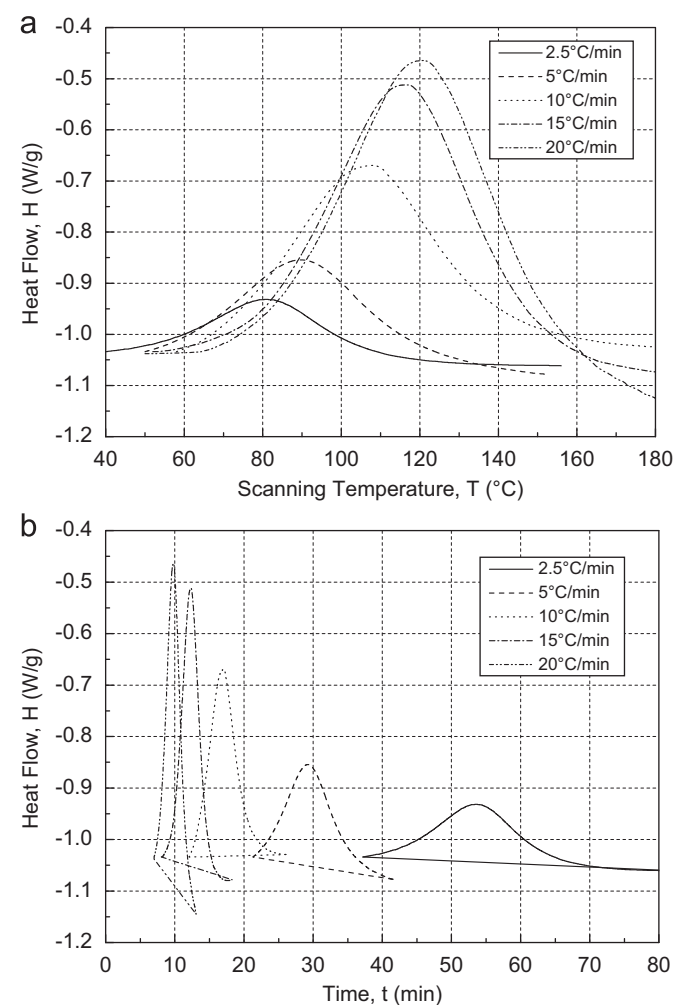 a
-0.4
-0.5
-0.6
-0.7
-0.8
-0.9
-1.0
-1.1
-1.2
Heat Flow, H (W/g)
2.5°C/min
5°C/min
10°C/min
15°C/min
20°C/min
40 60 80 100 120 140 160 180
Scanning Temperature, T (°C)
b
-0.4
-0.5
-0.6
-0.7
-0.8
-0.9
-1.0
-1.1
-1.2
Heat Flow, H (W/g)
2.5°C/min
5°C/min
10°C/min
15°C/min
20°C/min
0 10 20 30 40 50 60 70 80
Time, t (min)